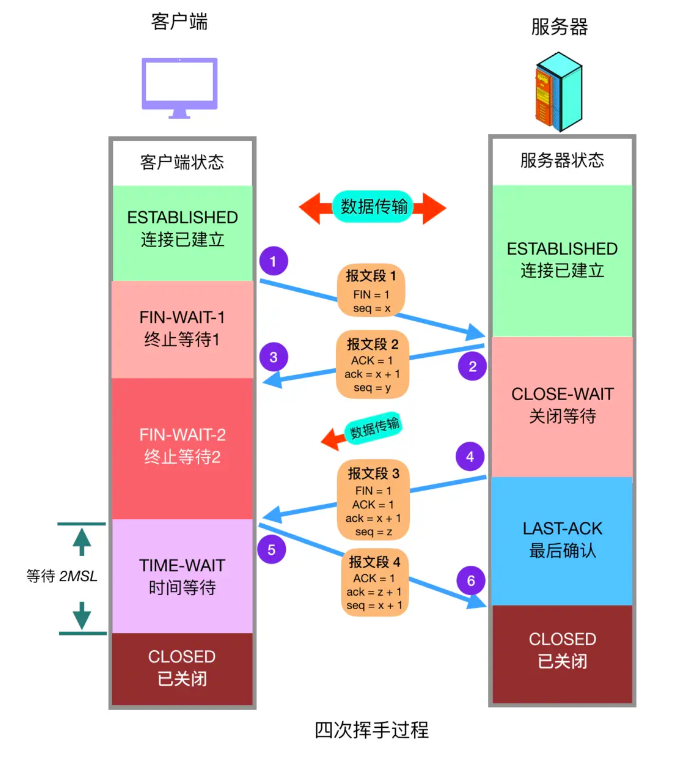 客户端
服务器
客户端状态
服务器状态
ESTABLISHED
连接已建立
数据传输
ESTABLISHED
连接已建立
1
报文段 1
FIN = 1
seq = x
FIN-WAIT-1
终止等待1
3
报文段 2
ACK = 1
ack = x + 1
seq = y
2
CLOSE-WAIT
关闭等待
FIN-WAIT-2
终止等待2
数据传输
4
报文段 3
FIN = 1
ACK = 1
ack = x + 1
seq = z
LAST-ACK
最后确认
5
等待 2MSL
TIME-WAIT
时间等待
报文段 4
ACK = 1
ack = z + 1
seq = x + 1
6
CLOSED
已关闭
CLOSED
已关闭
四次挥手过程